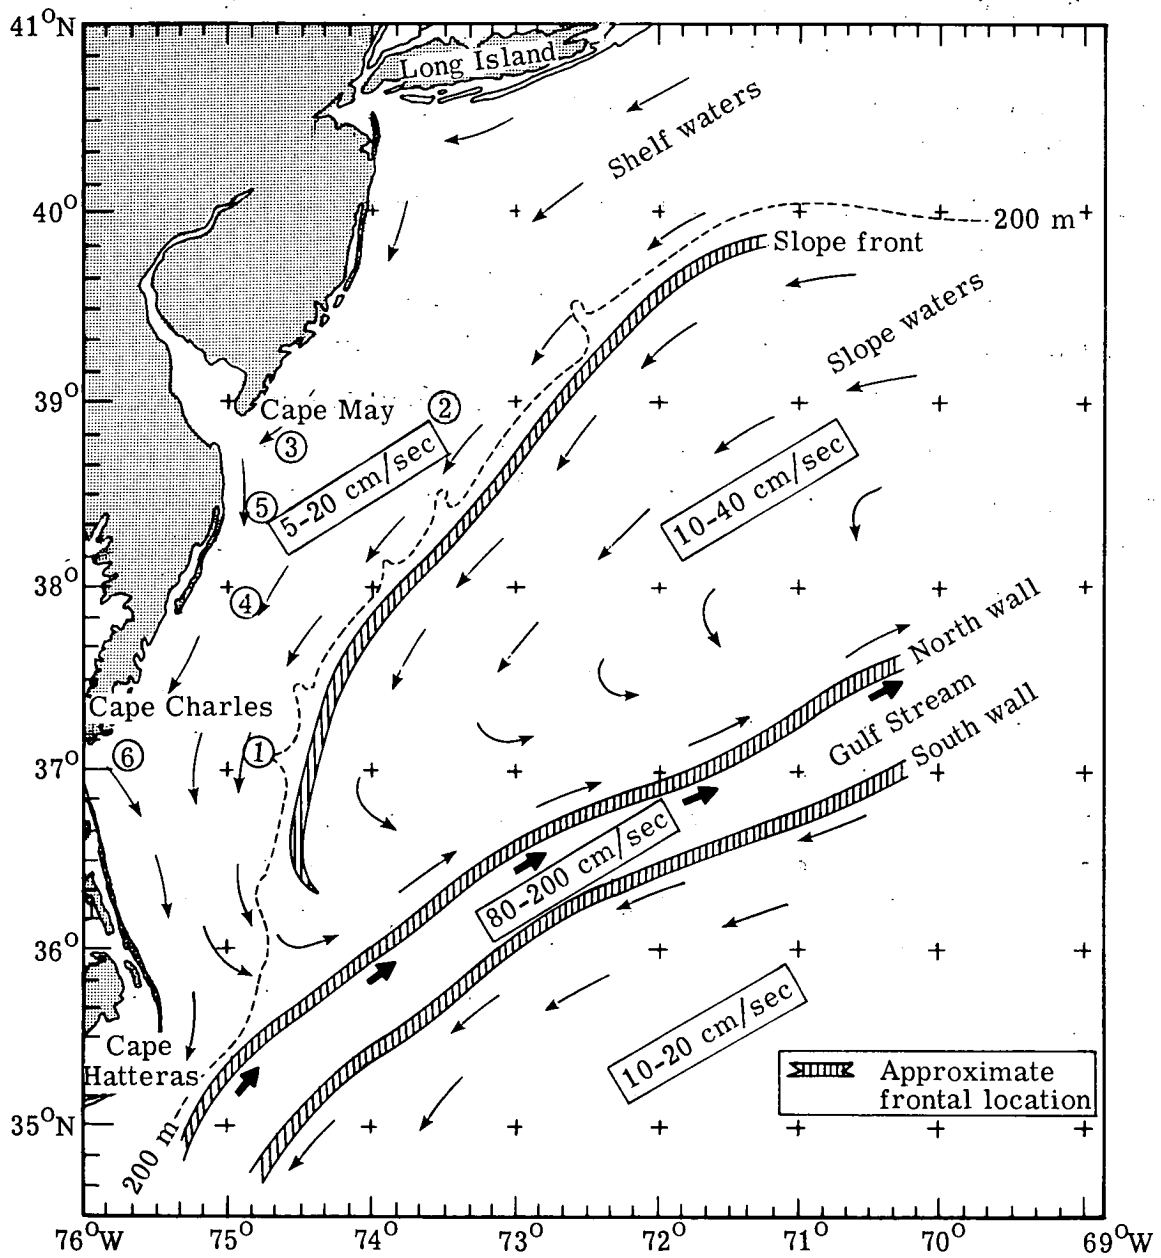 41°N
Long Island
Shelf waters
40°
200 m
Slope front
Slope waters
39°
Cape May
2
3
5-20 cm/sec
10-40 cm/sec
5
38°
4
North wall
Cape Charles
Gulf Stream
South wall
6
1
37°
80-200 cm/sec
36°
10-20 cm/sec
Cape
Hatteras
Approximate
frontal location
35°N
200 m
76°W
75°
74°
73°
72°
71°
70°
69°W